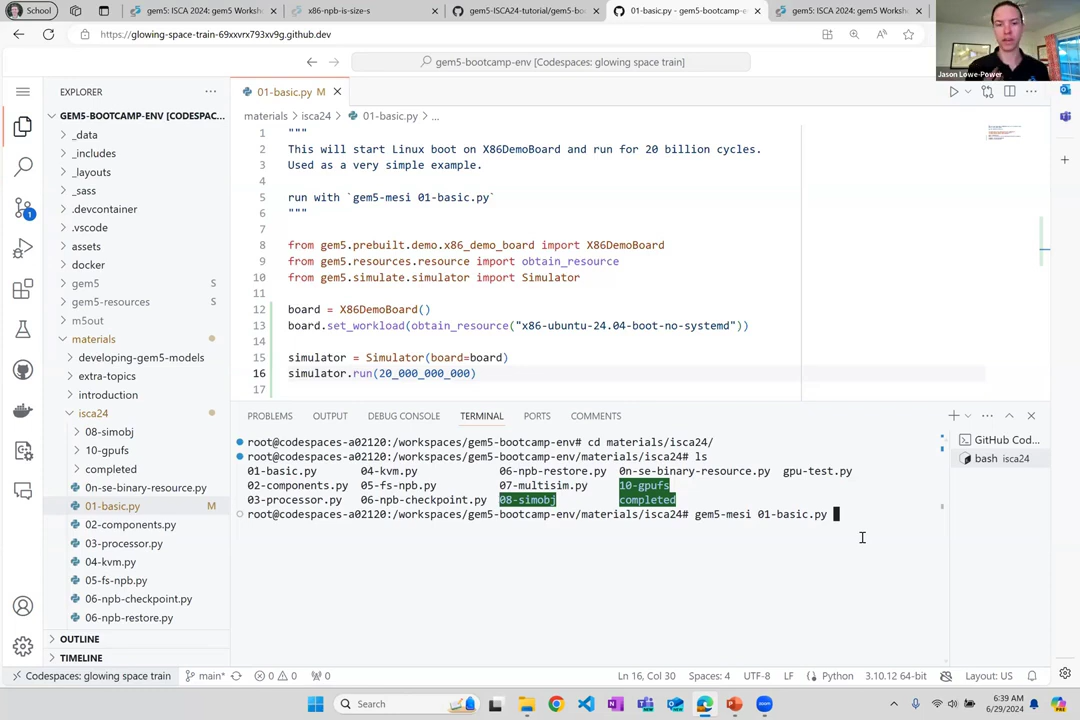 School
gem5: ISCA 2024: gem5 Worksh
x86-npb-is-size-s
gem5-ISCA24-tutorial/gem5-bo
01-basic.py - gem5-bootcamp-e
gem5: ISCA 2024: gem5 Worksh
https://glowing-space-train-69xxvrx793xv9g.github.dev
Jason Lowe-Power
gem5-bootcamp-env [Codespaces: glowing space train]
EXPLORER
01-basic.py M
GEM5-BOOTCAMP-ENV [CODESPAC...
materials > isca24 > 01-basic.py > ...
_data
_includes
_layouts
_sass
.devcontainer
.vscode
assets
docker
gem5 S
gem5-resources S
m5out
materials
developing-gem5-models
extra-topics
introduction
isca24
08-simobj
10-gpufs
completed
0n-se-binary-resource.py
01-basic.py M
02-components.py
03-processor.py
04-kvm.py
05-fs-npb.py
06-npb-checkpoint.py
06-npb-restore.py
OUTLINE
TIMELINE
1 """
2 This will start Linux boot on X86DemoBoard and run for 20 billion cycles.
3 Used as a very simple example.
4
5 run with `gem5-mesi 01-basic.py`
6 """
7
8 from gem5.prebuilt.demo.x86_demo_board import X86DemoBoard
9 from gem5.resources.resource import obtain_resource
10 from gem5.simulate.simulator import Simulator
11
12 board = X86DemoBoard()
13 board.set_workload(obtain_resource("x86-ubuntu-24.04-boot-no-systemd"))
14
15 simulator = Simulator(board=board)
16 simulator.run(20_000_000_000)
17
PROBLEMS OUTPUT DEBUG CONSOLE TERMINAL PORTS COMMENTS
root@codespaces-a02120:/workspaces/gem5-bootcamp-env# cd materials/isca24/
root@codespaces-a02120:/workspaces/gem5-bootcamp-env/materials/isca24# ls
01-basic.py 04-kvm.py 06-npb-restore.py 0n-se-binary-resource.py gpu-test.py
02-components.py 05-fs-npb.py 07-multisim.py 10-gpufs
03-processor.py 06-npb-checkpoint.py 08-simobj completed
root@codespaces-a02120:/workspaces/gem5-bootcamp-env/materials/isca24# gem5-mesi 01-basic.py
GitHub Cod...
bash isca24
1
Codespaces: glowing space train main* 0 0 0
Ln 16, Col 30 Spaces: 4 UTF-8 LF Python 3.10.12 64-bit Layout: US
Search
6:39 AM
6/29/2024